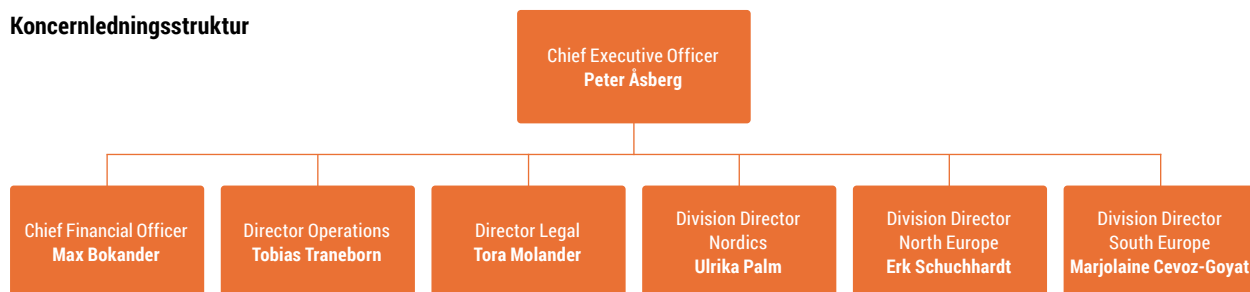 Koncernledningsstruktur
Chief Executive Officer
Peter Åsberg
Chief Financial Officer
Max Bokander
Director Operations
Tobias Traneborn
Director Legal
Tora Molander
Division Director
Nordics
Ulrika Palm
Division Director
North Europe
Erk Schuchhardt
Division Director
South Europe
Marjolaine Cevoz-Goyat